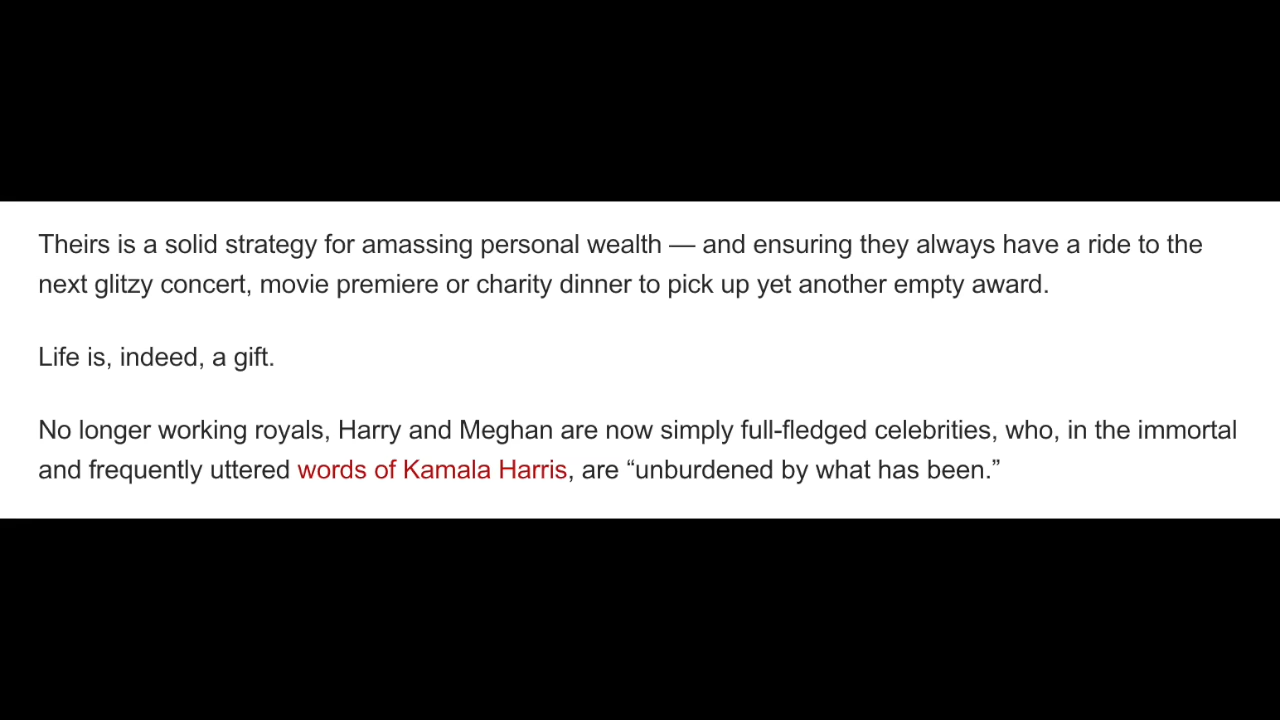 Theirs is a solid strategy for amassing personal wealth — and ensuring they always have a ride to the
next glitzy concert, movie premiere or charity dinner to pick up yet another empty award.
Life is, indeed, a gift.
No longer working royals, Harry and Meghan are now simply full-fledged celebrities, who, in the immortal
and frequently uttered words of Kamala Harris, are “unburdened by what has been.”